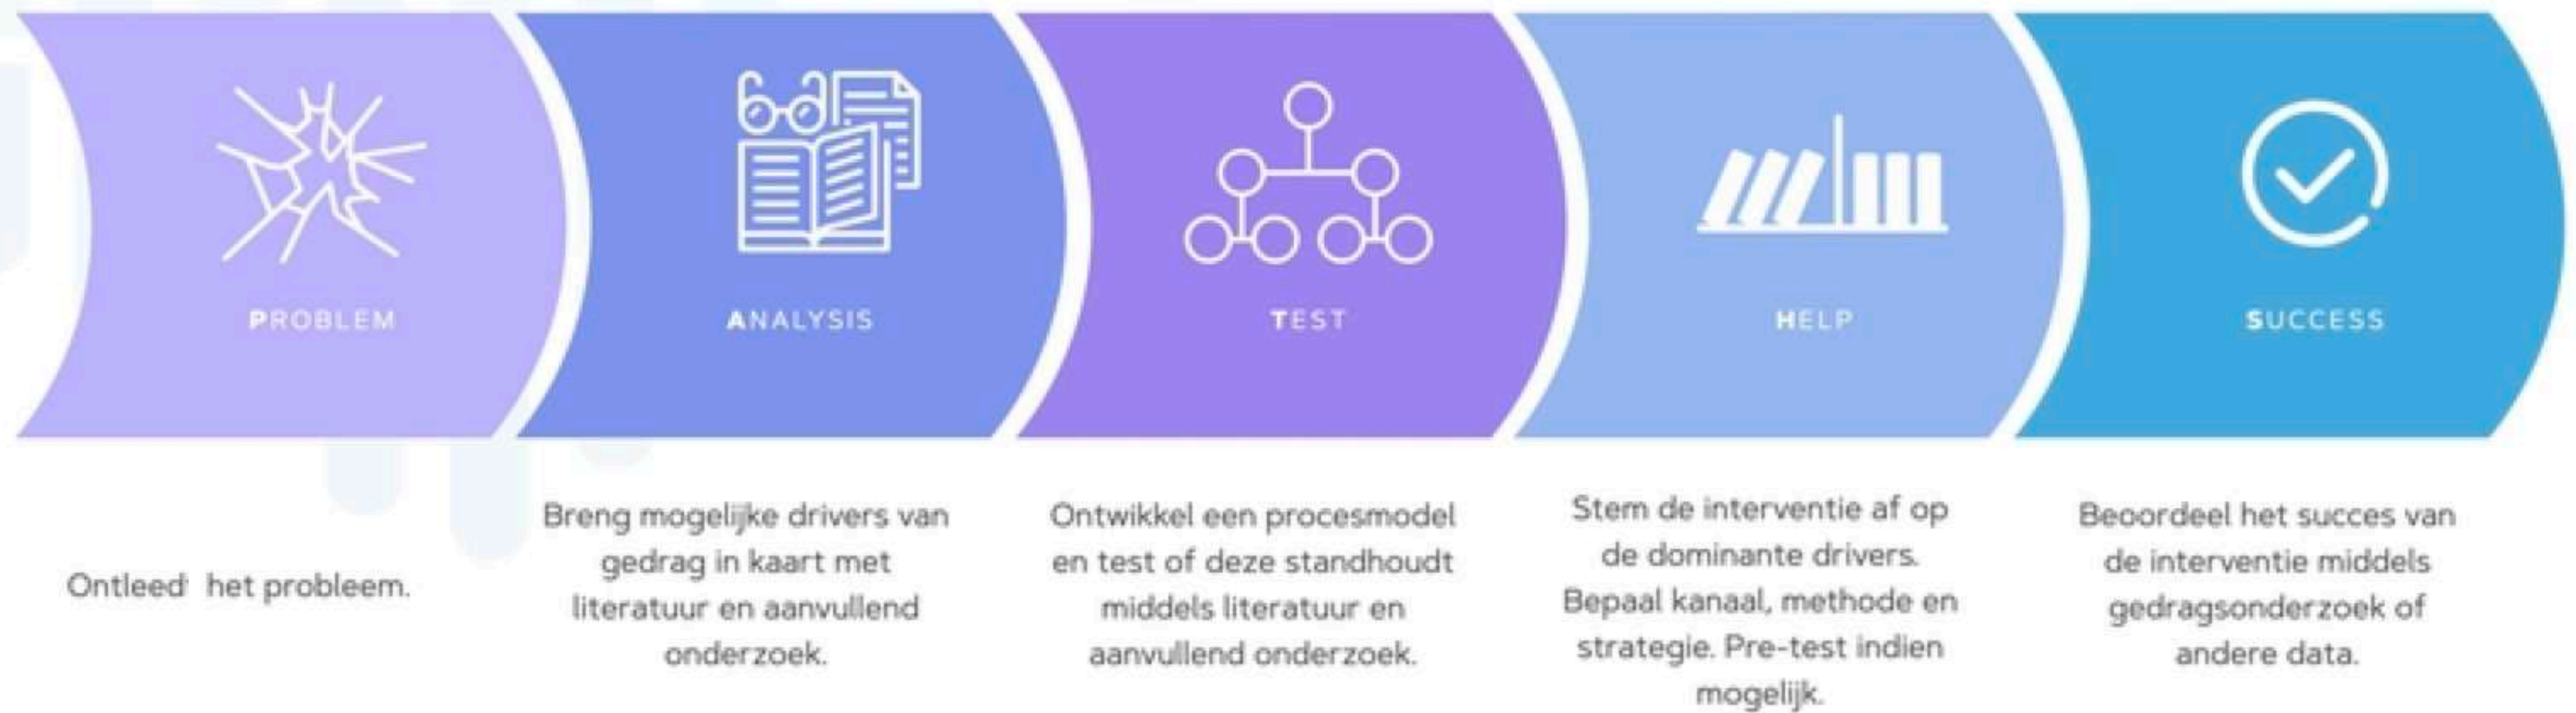 PROBLEM
Ontleed het probleem.
ANALYSIS
Breng mogelijke drivers van
gedrag in kaart met
literatuur en aanvullend
onderzoek.
TEST
Ontwikkel een procesmodel
en test of deze standhoudt
middels literatuur en
aanvullend onderzoek.
HELP
Stem de interventie af op
de dominante drivers.
Bepaal kanaal, methode en
strategie. Pre-test indien
mogelijk.
SUCCESS
Beoordeel het succes van
de interventie middels
gedragsonderzoek of
andere data.